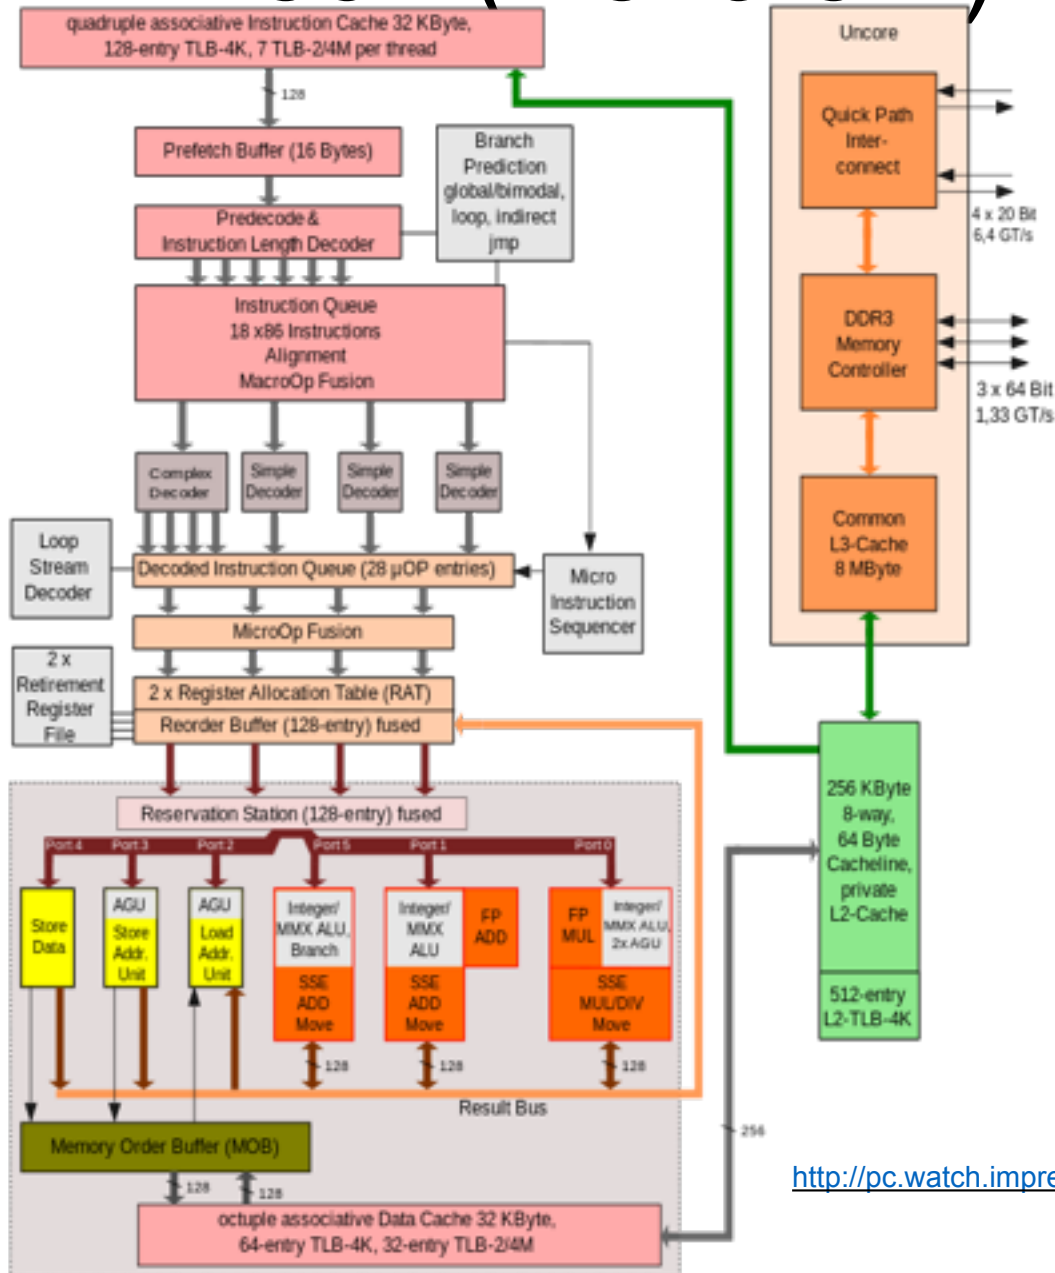 quadruple associative Instruction Cache 32 KByte,
128-entry TLB-4K, 7 TLB-2/4M per thread
128
Prefetch Buffer (16 Bytes)
Predecode &
Instruction Length Decoder
Branch
Prediction
global/bimodal,
loop, indirect
jmp
Instruction Queue
18 x86 Instructions
Alignment
MacroOp Fusion
Complex
Decoder
Simple
Decoder
Simple
Decoder
Simple
Decoder
Loop
Stream
Decoder
Decoded Instruction Queue (28 µOP entries)
Micro
Instruction
Sequencer
MicroOp Fusion
2 x
Retirement
Register
File
2 x Register Allocation Table (RAT)
Reorder Buffer (128-entry) fused
Reservation Station (128-entry) fused
Port 4
Port 3
Port 2
Port 5
Port 1
Port 0
Store
Data
AGU
Store
Addr.
Unit
AGU
Load
Addr.
Unit
Integer/
MMX ALU,
Branch
SSE
ADD
Move
Integer/
MMX
ALU
FP
ADD
SSE
ADD
Move
FP
MUL
Integer/
MMX ALU,
2x AGU
SSE
MUL/DIV
Move
128
128
128
Result Bus
Memory Order Buffer (MOB)
128
128
octuple associative Data Cache 32 KByte,
64-entry TLB-4K, 32-entry TLB-2/4M
Uncore
Quick Path
Inter-
connect
4 x 20 Bit
6,4 GT/s
DDR3
Memory
Controller
3 x 64 Bit
1,33 GT/s
Common
L3-Cache
8 MByte
256 KByte
8-way,
64 Byte
Cacheline,
private
L2-Cache
512-entry
L2-TLB-4K
256
http://pc.watch.impre